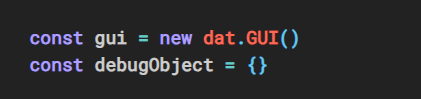 const gui = new dat.GUI()
const debugObject = {}